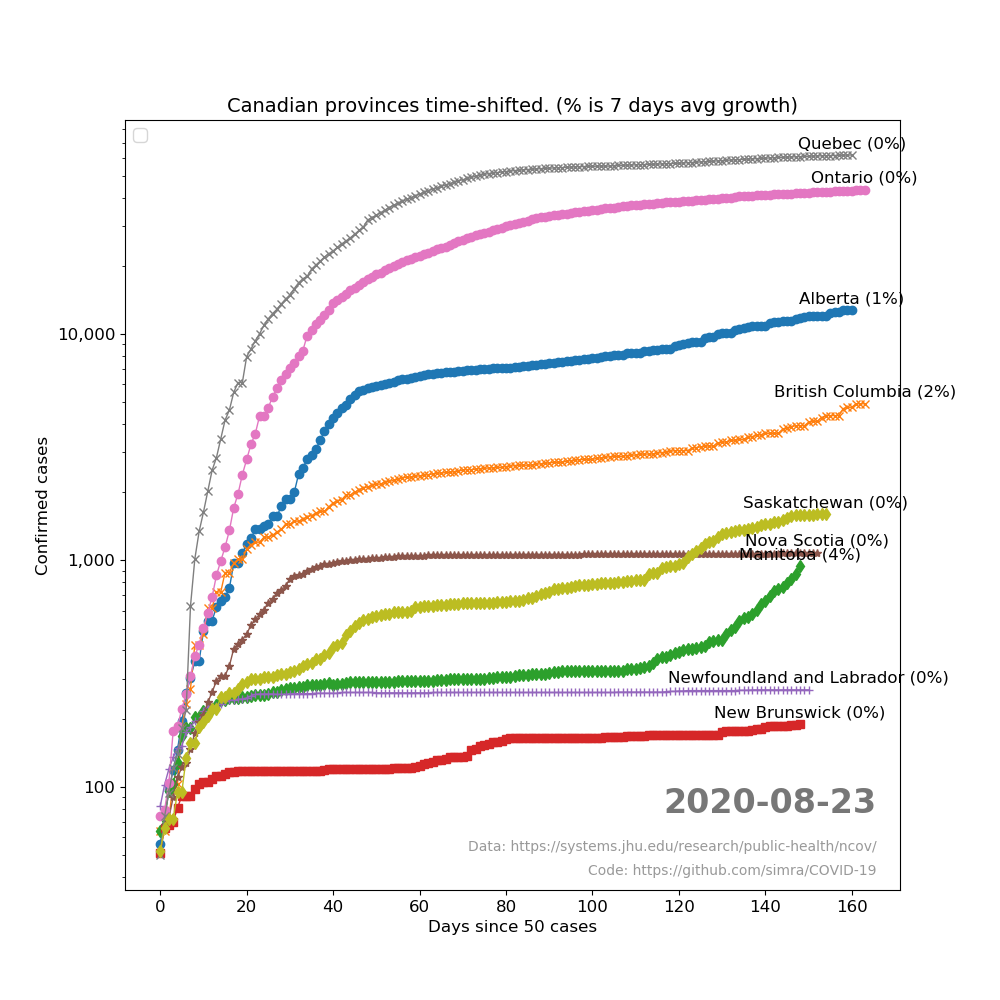 Canadian provinces time-shifted. (% is 7 days avg growth)
Quebec (0%)
Ontario (0%)
Alberta (1%)
British Columbia (2%)
Saskatchewan (0%)
Nova Scotia (0%)
Manitoba (4%)
Newfoundland and Labrador (0%)
New Brunswick (0%)
10,000
1,000
100
Confirmed cases
2020-08-23
Data: https://systems.jhu.edu/research/public-health/ncov/
Code: https://github.com/simra/COVID-19
0 20 40 60 80 100 120 140 160
Days since 50 cases